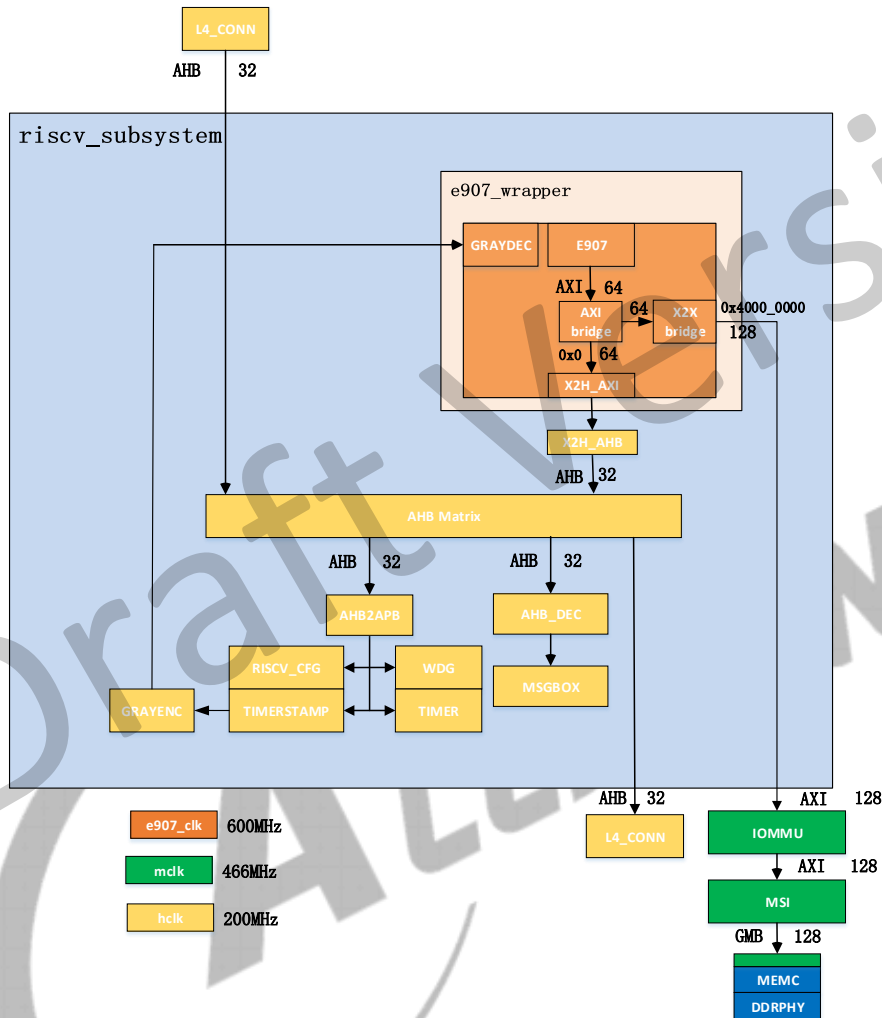 L4_CONN
AHB 32
riscv_subsystem
e907_wrapper
GRAYDEC E907
AXI 64
AXI bridge
64
X2X bridge
0x4000_0000
128
0x0 64
X2H_AXI
X2H_AHB
AHB 32
AHB Matrix
AHB 32
AHB 32
AHB2APB
AHB_DEC
RISCV_CFG
WDG
MSGBOX
GRAYENC
TIMERSTAMP
TIMER
AHB 32
AXI 128
e907_clk 600MHz
L4_CONN
IOMMU
mclk 466MHz
AXI 128
MSI
hclk 200MHz
GMB 128
MEMC
DDRPHY
Draft Versi